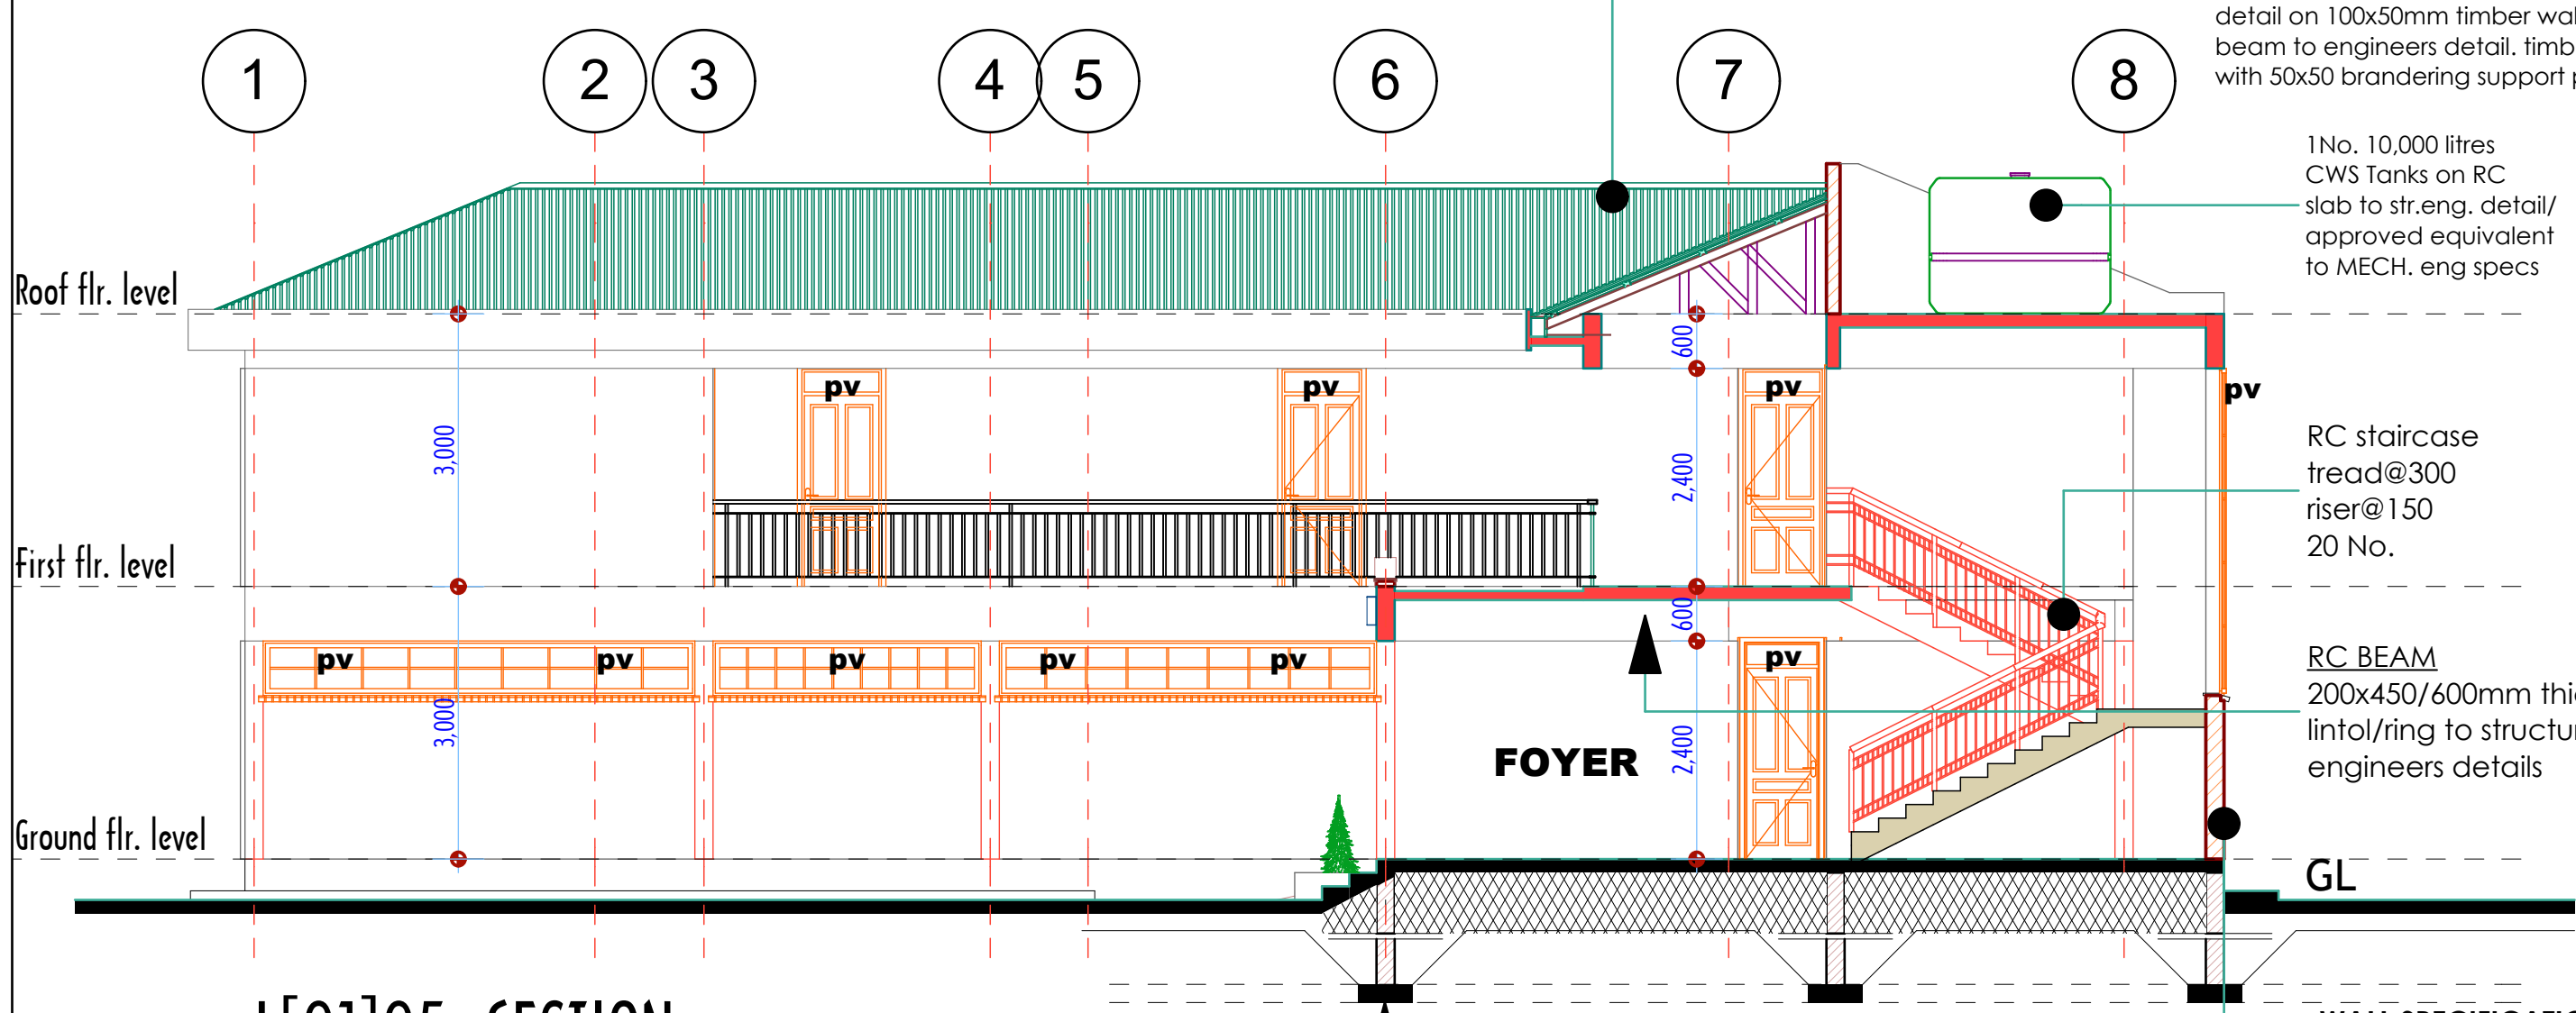 detail on 100x50mm timber wal
beam to engineers detail. timb
with 50x50 brandering support
1 2 3 4 5 6 7 8
1No. 10,000 litres
CWS Tanks on RC
slab to str.eng. detail/
approved equivalent
to MECH. eng specs
Roof flr. level
600
pv pv pv pv
3,000
2,400
RC staircase
tread@300
riser@150
20 No.
First flr. level
600
pv pv pv pv pv pv
RC BEAM
200x450/600mm thi
lintol/ring to structu
engineers details
3,000
FOYER
2,400
Ground flr. level
GL
SECTION